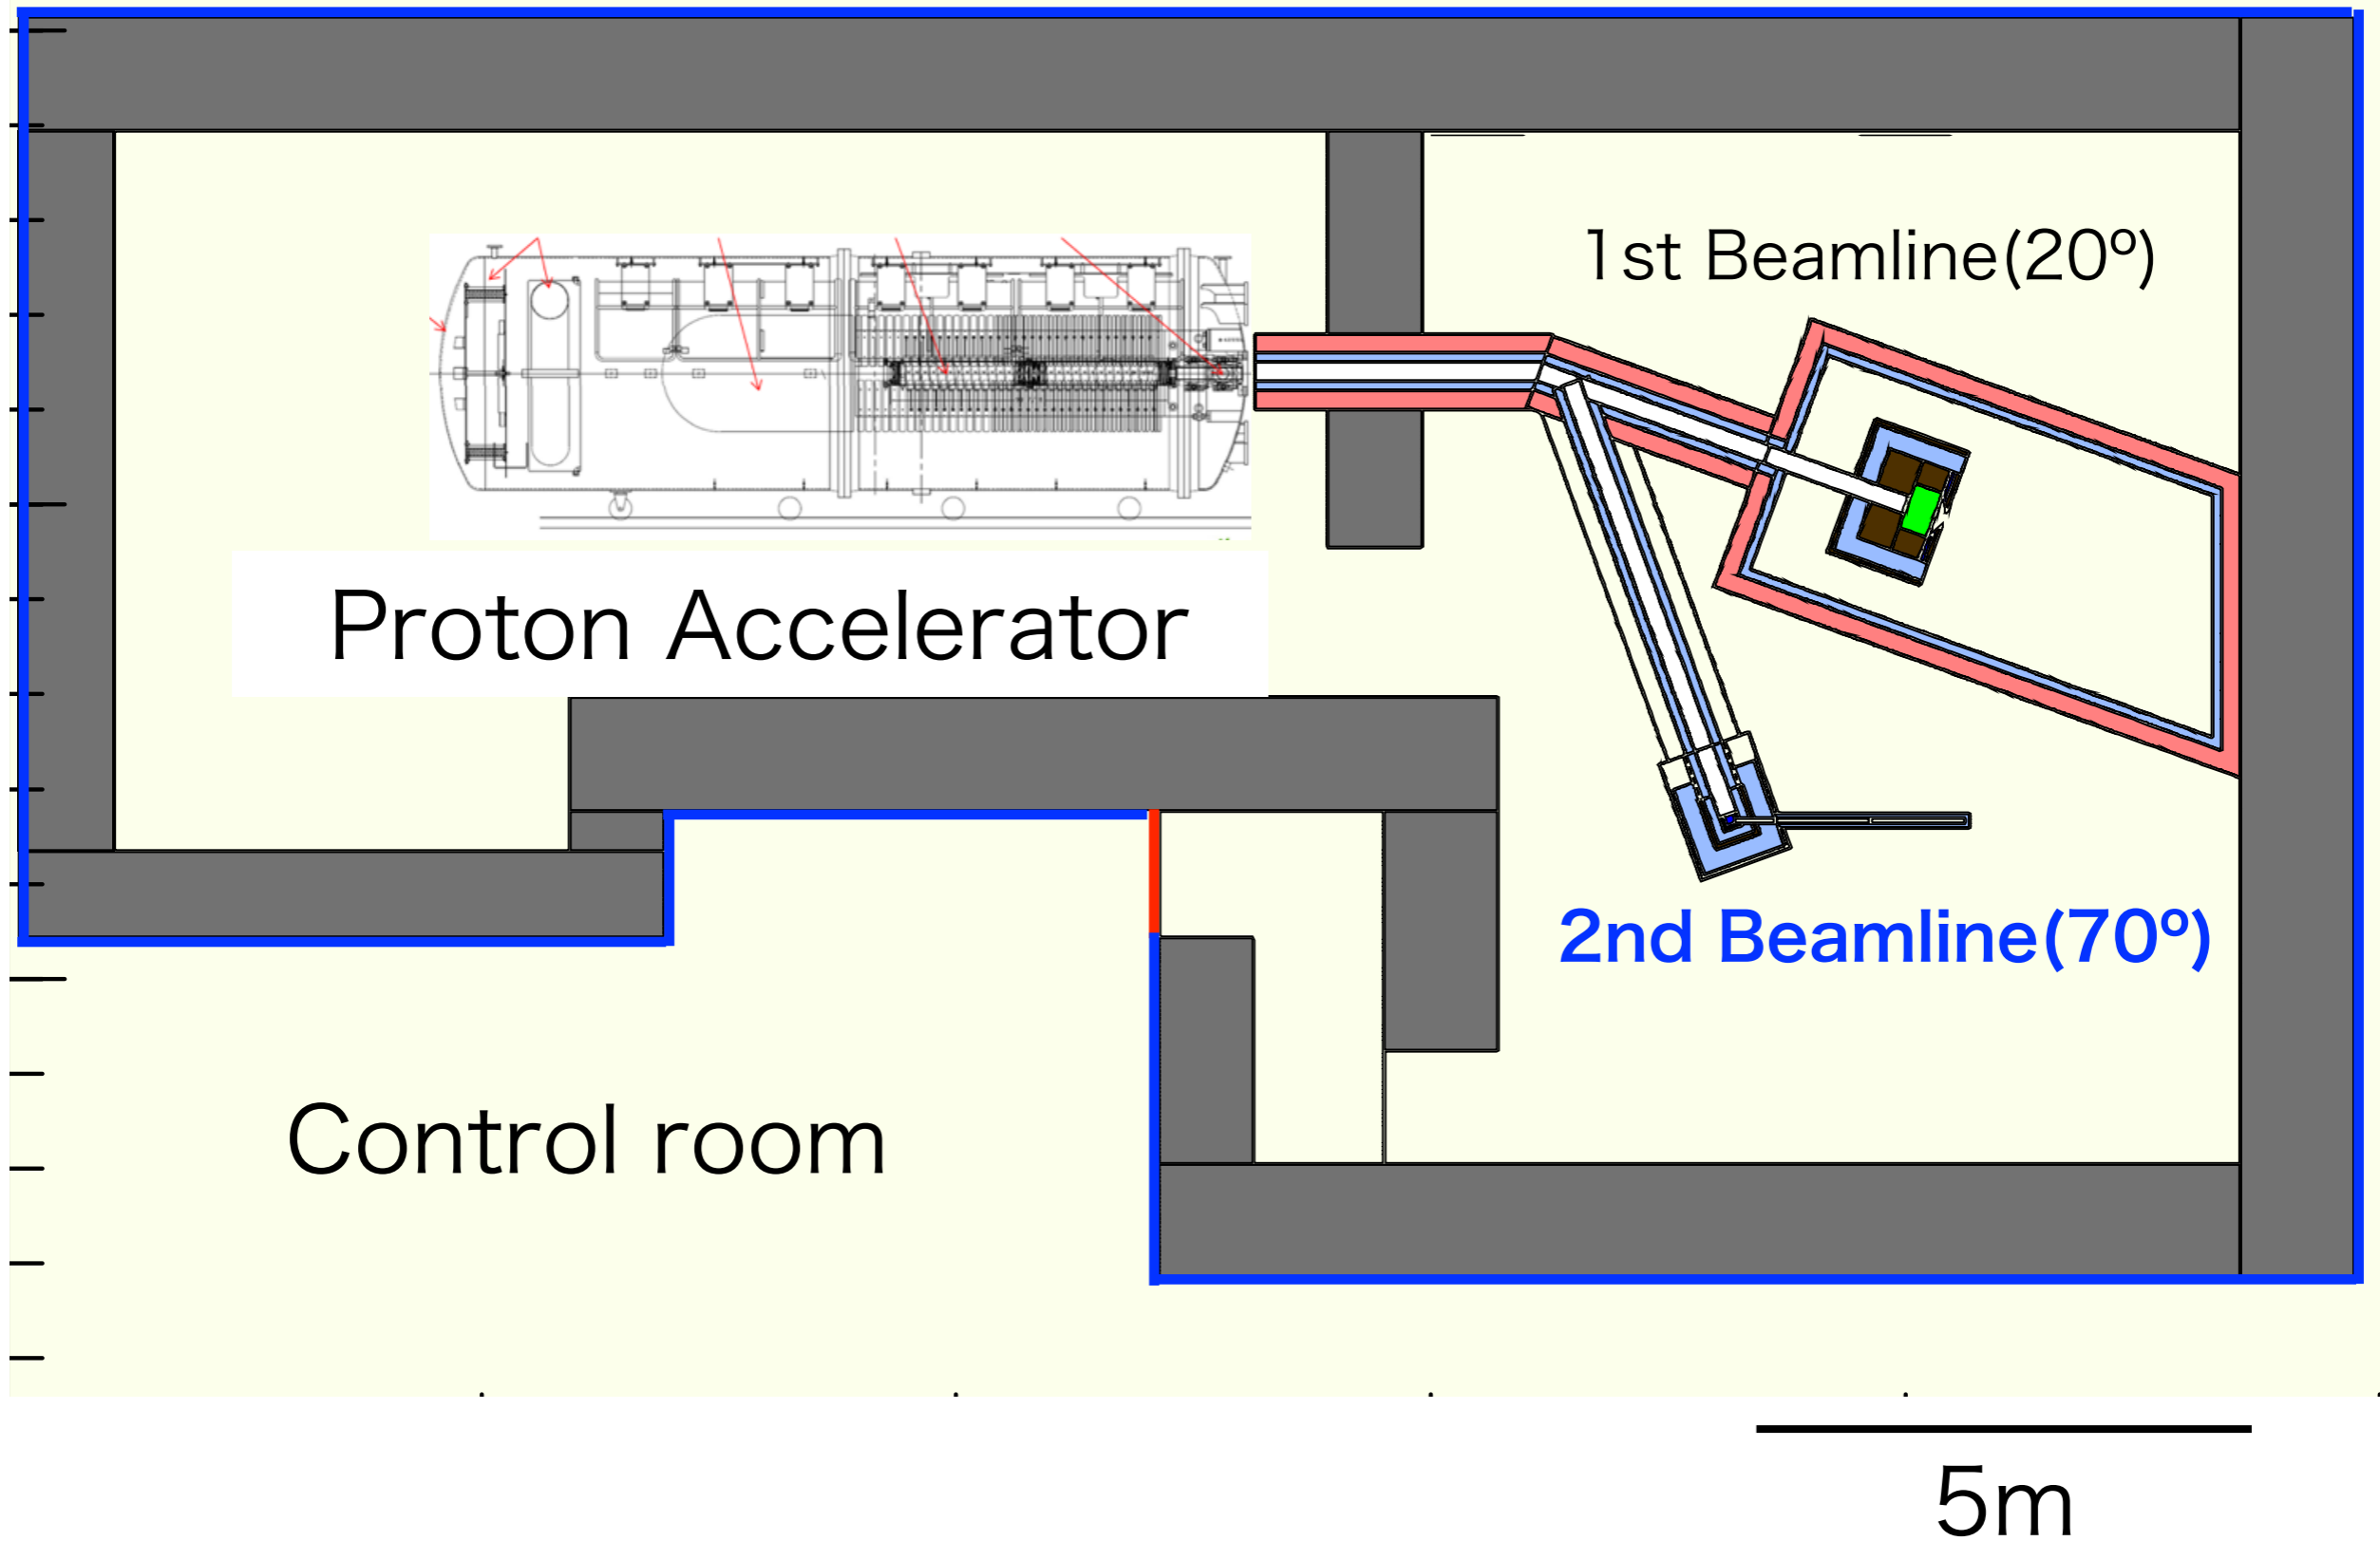 1st Beamline(20º)
Proton Accelerator
2nd Beamline(70º)
Control room
5m